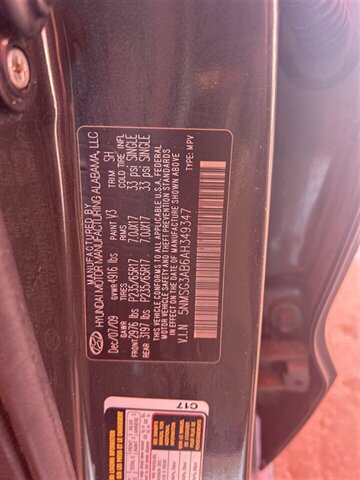 MANUFACTURED BY
HYUNDAI MOTOR MANUFACTURING ALABAMA, LLC
Dec/07/09 GVWR 4916 lbs PAINT V3 TRIM SH
GAWR RIMS COLD TIRE INFL
FRONT 2976 lbs P235/65R17 7.0JX17 33 psi SINGLE
REAR 3197 lbs P235/65R17 7.0JX17 33 psi SINGLE
THIS VEHICLE CONFORMS TO ALL APPLICABLE U.S.A FEDERAL
MOTOR VEHICLE SAFETY, BUMPER, AND THEFT PREVENTION
STANDARDS IN EFFECT ON THE DATE OF MANUFACTURE SHOWN ABOVE
V.I.N : 5NMSG3AB6AH349347 TYPE: MPV
C17